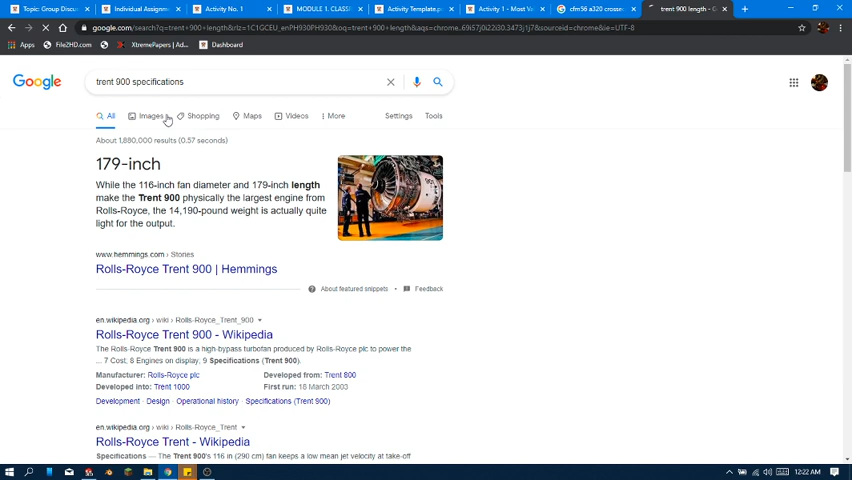 Topic: Group Discu
Individual Assignm
Activity No. 1
MODULE 1. CLASS
Activity Template.p
Activity 1 - Most V
cfm56 a320 crosse
trent 900 length - G
google.com/search?q=trent+900+length&rlz=1C1GCEU_enPH930PH930&oq=trent+900+length&aqs=chrome..69i57j0i22i30.3473j1j7&sourceid=chrome&ie=UTF-8
Apps
FileZHD.com
XtremePapers | Ad...
Dashboard
Google
trent 900 specifications
All
Images
Shopping
Maps
Videos
More
Settings
Tools
About 1,880,000 results (0.57 seconds)
179-inch
While the 116-inch fan diameter and 179-inch length
make the Trent 900 physically the largest engine from
Rolls-Royce, the 14,190-pound weight is actually quite
light for the output.
www.hemmings.com › Stories
Rolls-Royce Trent 900 | Hemmings
About featured snippets
Feedback
en.wikipedia.org › wiki › Rolls-Royce_Trent_900
Rolls-Royce Trent 900 - Wikipedia
The Rolls-Royce Trent 900 is a high-bypass turbofan produced by Rolls-Royce plc to power the
... 7 Cost; 8 Engines on display; 9 Specifications (Trent 900).
Manufacturer: Rolls-Royce plc
Developed from: Trent 800
Developed into: Trent 1000
First run: 18 March 2003
Development · Design · Operational history · Specifications (Trent 900)
en.wikipedia.org › wiki › Rolls-Royce_Trent
Rolls-Royce Trent - Wikipedia
Specifications — The Trent 900's 116 in (290 cm) fan keeps a low mean jet velocity at take-off
12:22 AM